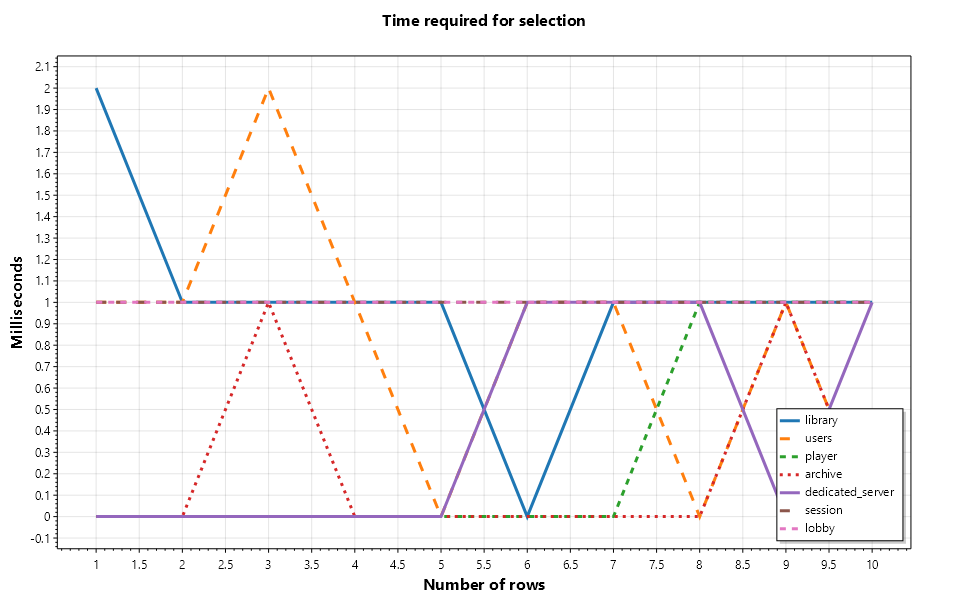 Time required for selection
Milliseconds
2.1
2
1.9
1.8
1.7
1.6
1.5
1.4
1.3
1.2
1.1
1
0.9
0.8
0.7
0.6
0.5
0.4
0.3
0.2
0.1
0
-0.1
library
users
player
archive
dedicated_server
session
lobby
1 1.5 2 2.5 3 3.5 4 4.5 5 5.5 6 6.5 7 7.5 8 8.5 9 9.5 10
Number of rows